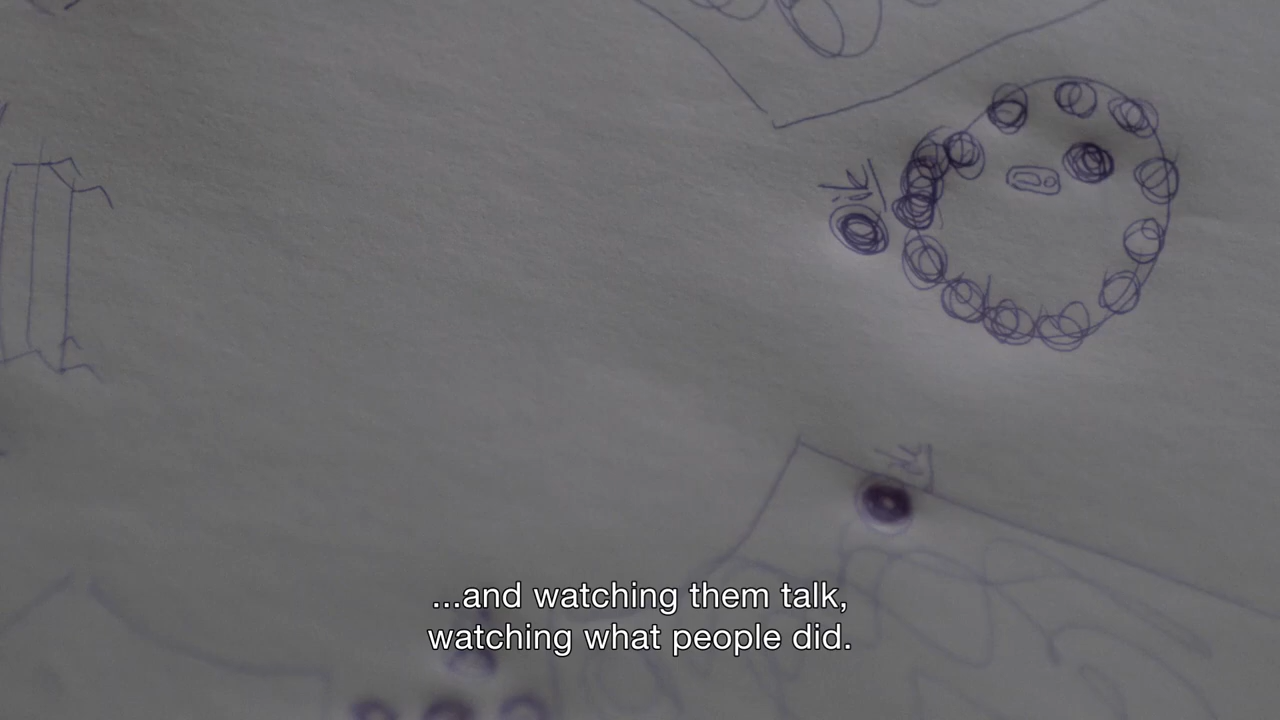 ...and watching them talk,
watching what people did.